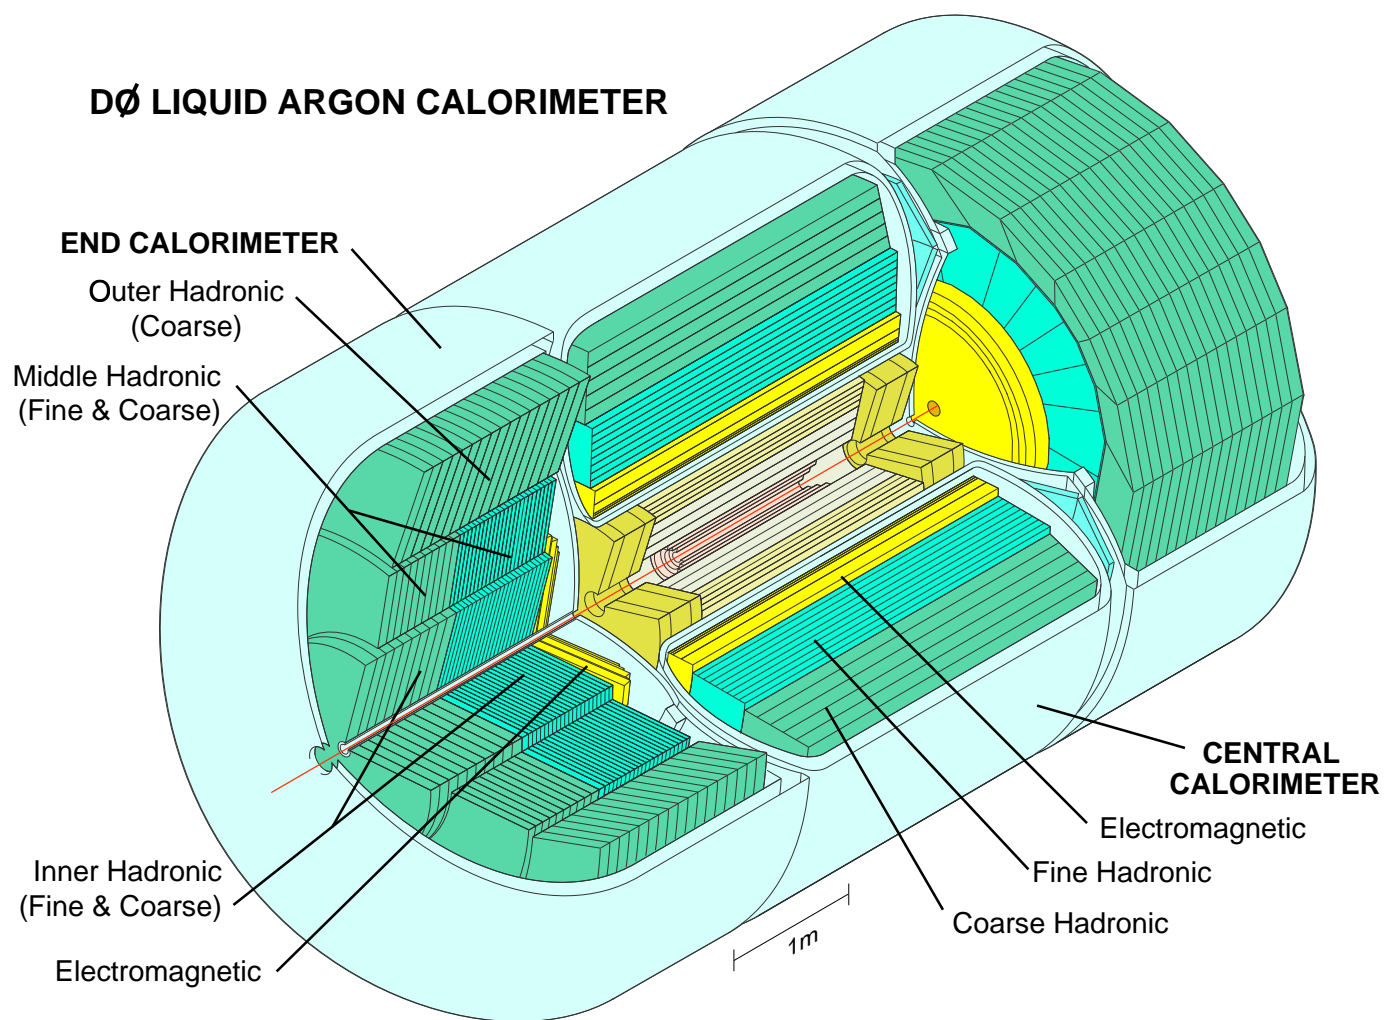 DØ LIQUID ARGON CALORIMETER
END CALORIMETER
Outer Hadronic
(Coarse)
Middle Hadronic
(Fine & Coarse)
Inner Hadronic
(Fine & Coarse)
Electromagnetic
1m
CENTRAL
CALORIMETER
Electromagnetic
Fine Hadronic
Coarse Hadronic